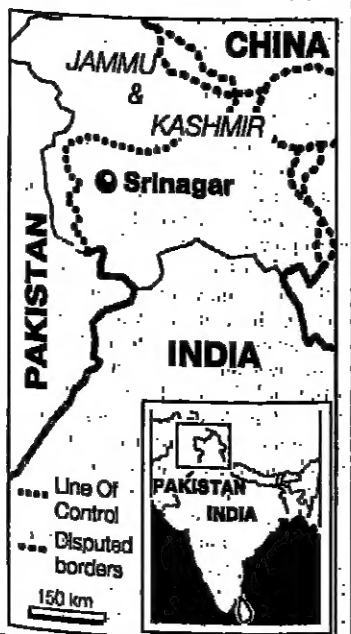 CHINA
JAMMU
&
KASHMIR
Srinagar
PAKISTAN
INDIA
Line Of
Control
Disputed
borders
150 km
PAKISTAN
INDIA